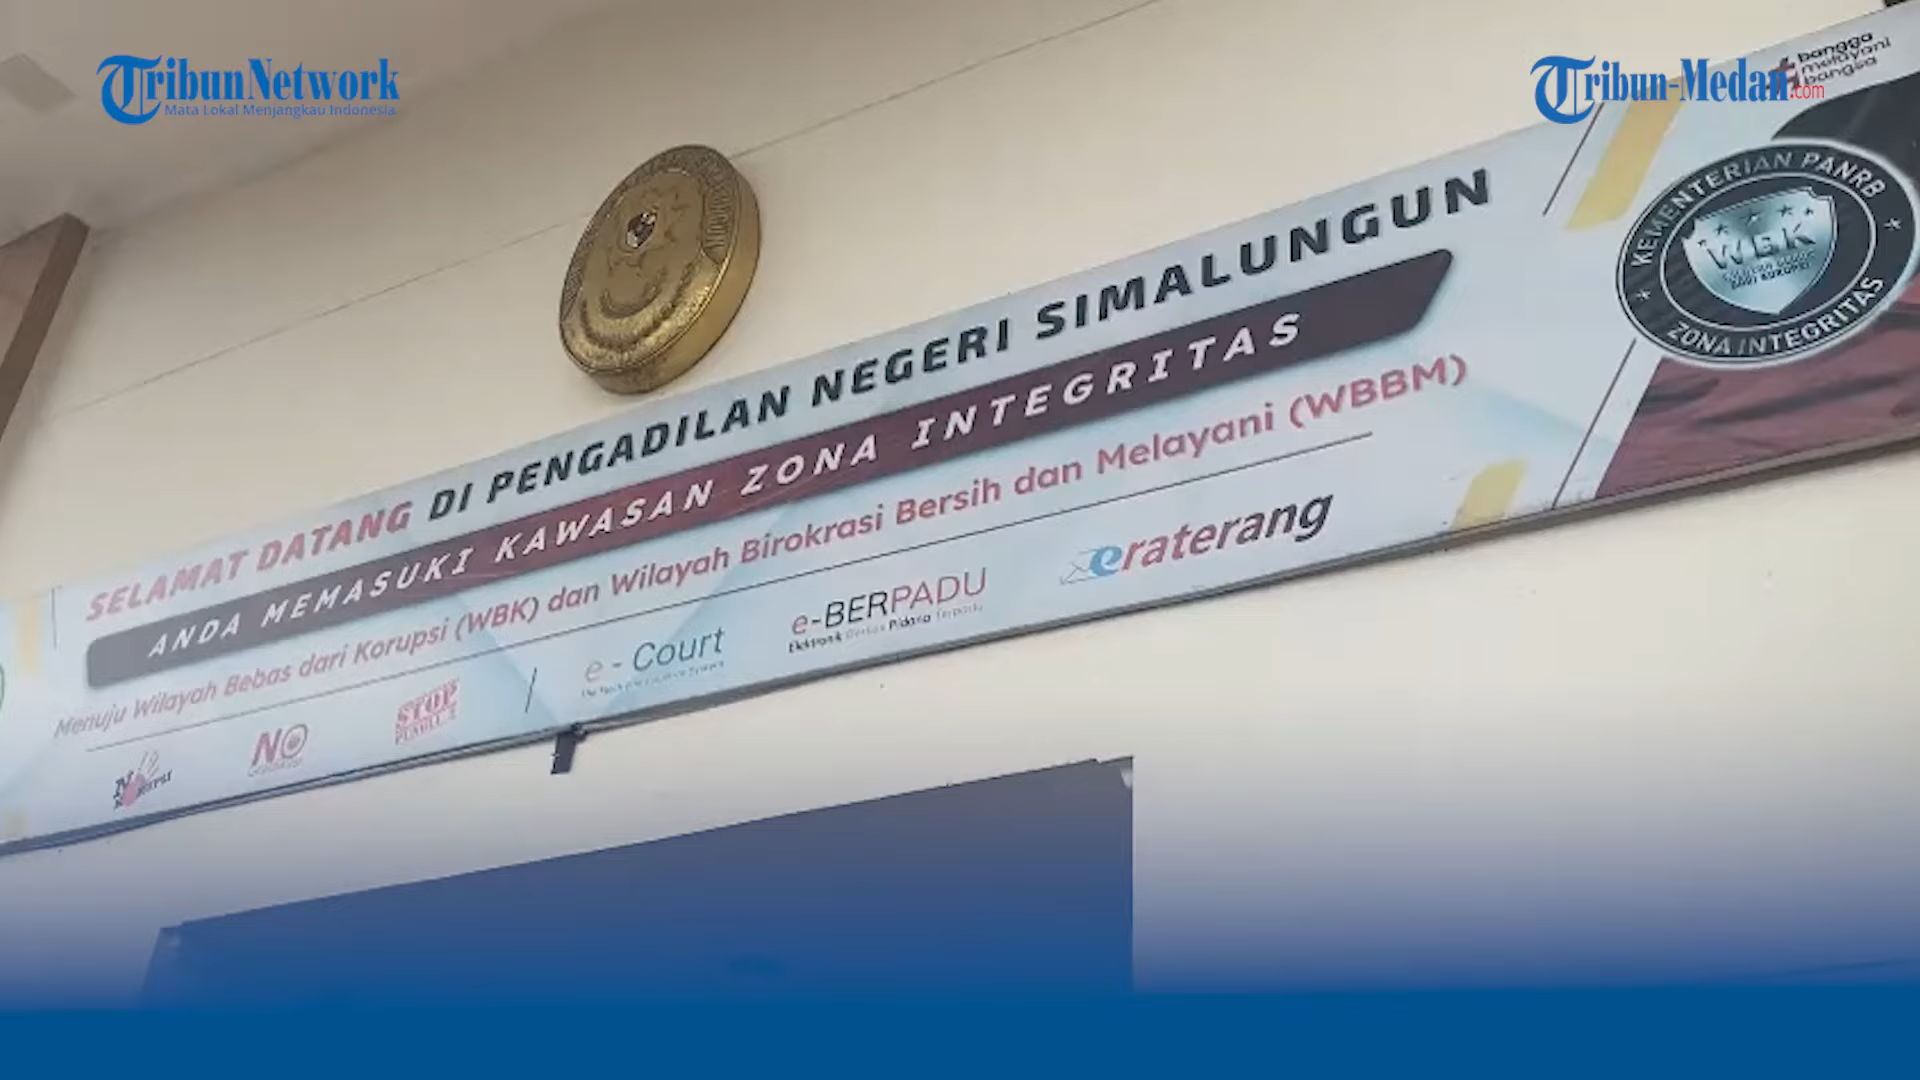 TribunNetwork
Mata Lokal Menjangkau Indonesia
Tribun-Medan.com
bangga
melayani
bangsa
SELAMAT DATANG DI PENGADILAN NEGERI SIMALUNGUN
ANDA MEMASUKI KAWASAN ZONA INTEGRITAS
Menuju Wilayah Bebas dari Korupsi (WBK) dan Wilayah Birokrasi Bersih dan Melayani (WBBM)
KEMENTERIAN PANRB
WBK
ZONA INTEGRITAS
NO
STOP
e-Court
e-BERPADU
Elektronik Berkas Pidana Terpadu
eraterang